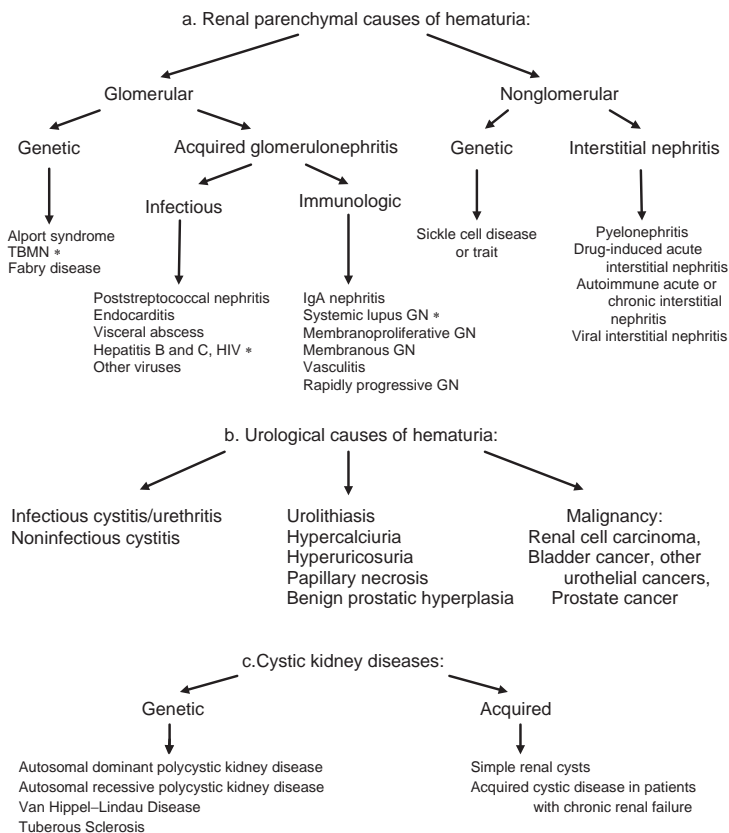 a. Renal parenchymal causes of hematuria:
Glomerular
Nonglomerular
Genetic
Acquired glomerulonephritis
Genetic
Interstitial nephritis
Infectious
Immunologic
Alport syndrome
TBMN *
Fabry disease
Poststreptococcal nephritis
Endocarditis
Visceral abscess
Hepatitis B and C, HIV *
Other viruses
IgA nephritis
Systemic lupus GN *
Membranoproliferative GN
Membranous GN
Vasculitis
Rapidly progressive GN
Sickle cell disease
or trait
Pyelonephritis
Drug-induced acute
interstitial nephritis
Autoimmune acute or
chronic interstitial
nephritis
Viral interstitial nephritis
b. Urological causes of hematuria:
Infectious cystitis/urethritis
Noninfectious cystitis
Urolithiasis
Hypercalciuria
Hyperuricosuria
Papillary necrosis
Benign prostatic hyperplasia
Malignancy:
Renal cell carcinoma,
Bladder cancer, other
urothelial cancers,
Prostate cancer
c.Cystic kidney diseases:
Genetic
Acquired
Autosomal dominant polycystic kidney disease
Autosomal recessive polycystic kidney disease
Van Hippel–Lindau Disease
Tuberous Sclerosis
Simple renal cysts
Acquired cystic disease in patients
with chronic renal failure